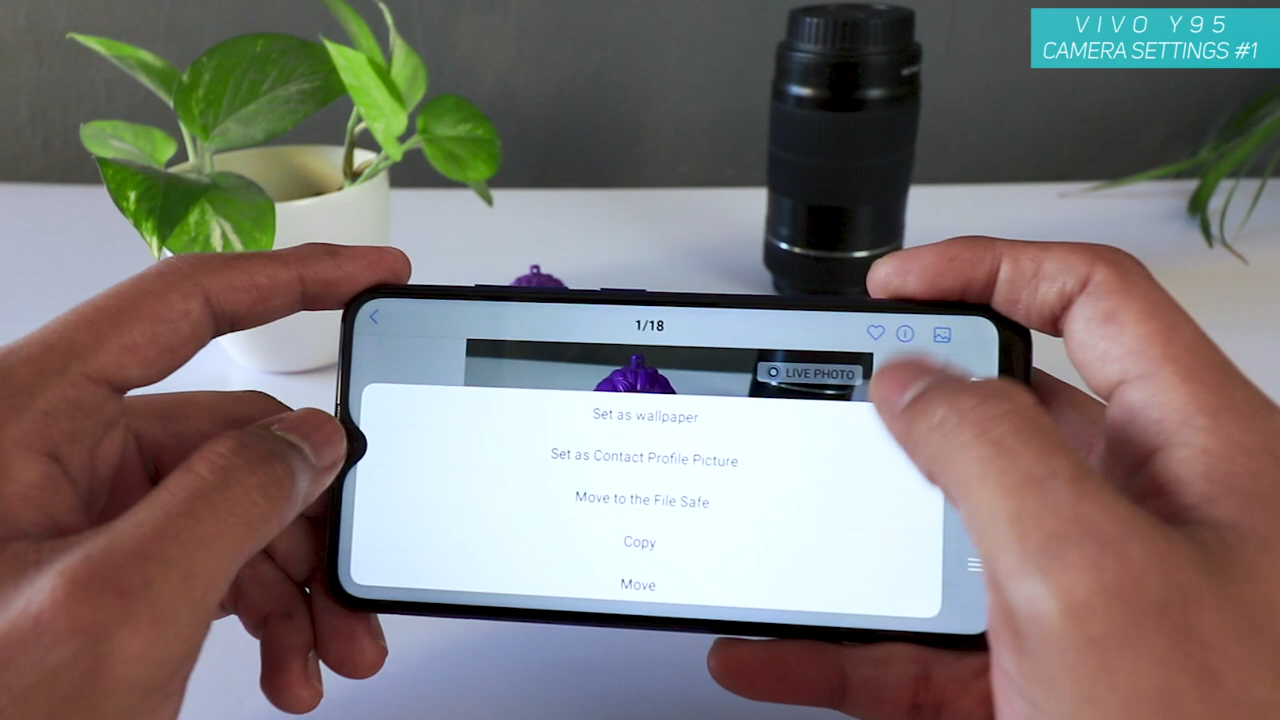 VIVO Y95
CAMERA SETTINGS #1
1/18
LIVE PHOTO
Set as wallpaper
Set as Contact Profile Picture
Move to the File Safe
Copy
Move